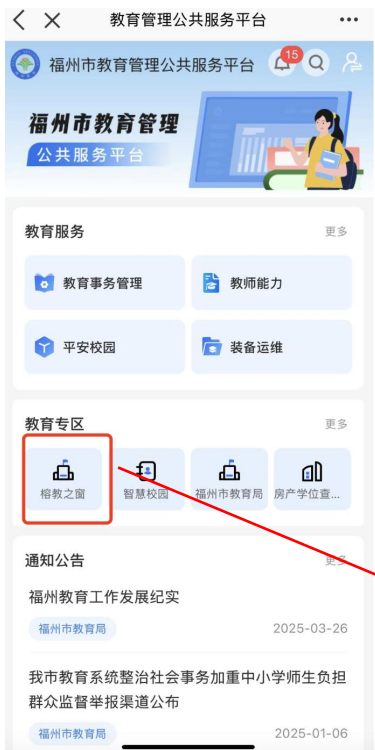 教育管理公共服务平台
福州市教育管理公共服务平台
15
福州市教育管理
公共服务平台
教育服务
更多
教育事务管理
教师能力
平安校园
装备运维
教育专区
更多
榕教之窗
智慧校园
福州市教育局
房产学位查...
通知公告
更多
福州教育工作发展纪实
福州市教育局
2025-03-26
我市教育系统整治社会事务加重中小学师生负担
群众监督举报渠道公布
福州市教育局
2025-01-06